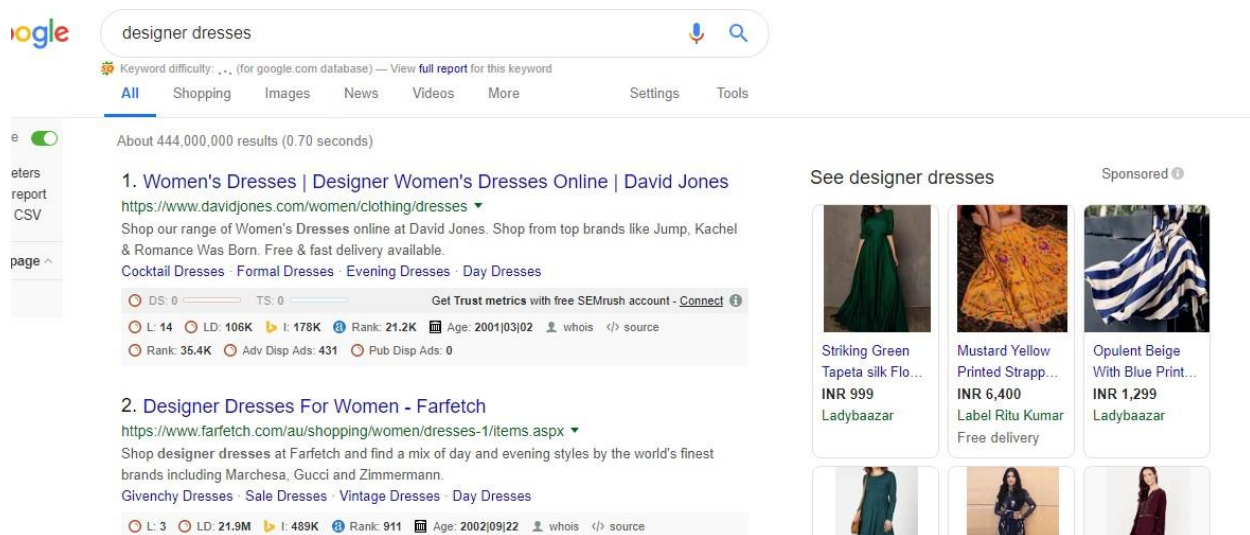 ogle
designer dresses
Keyword difficulty: . . . (for google.com database) — View full report for this keyword
All Shopping Images News Videos More Settings Tools
About 444,000,000 results (0.70 seconds)
e
eters
report
CSV
page
1. Women's Dresses | Designer Women's Dresses Online | David Jones
https://www.davidjones.com/women/clothing/dresses
Shop our range of Women's Dresses online at David Jones. Shop from top brands like Jump, Kachel
& Romance Was Born. Free & fast delivery available.
Cocktail Dresses · Formal Dresses · Evening Dresses · Day Dresses
DS: 0 TS: 0 Get Trust metrics with free SEMrush account - Connect
L: 14 LD: 106K I: 178K Rank: 21.2K Age: 2001|03|02 whois </> source
Rank: 35.4K Adv Disp Ads: 431 Pub Disp Ads: 0
2. Designer Dresses For Women - Farfetch
https://www.farfetch.com/au/shopping/women/dresses-1/items.aspx
Shop designer dresses at Farfetch and find a mix of day and evening styles by the world's finest
brands including Marchesa, Gucci and Zimmermann.
Givenchy Dresses · Sale Dresses · Vintage Dresses · Day Dresses
L: 3 LD: 21.9M I: 489K Rank: 911 Age: 2002|09|22 whois </> source
See designer dresses Sponsored
Striking Green
Tapeta silk Flo...
INR 999
Ladybaazar
Mustard Yellow
Printed Strapp...
INR 6,400
Label Ritu Kumar
Free delivery
Opulent Beige
With Blue Print...
INR 1,299
Ladybaazar